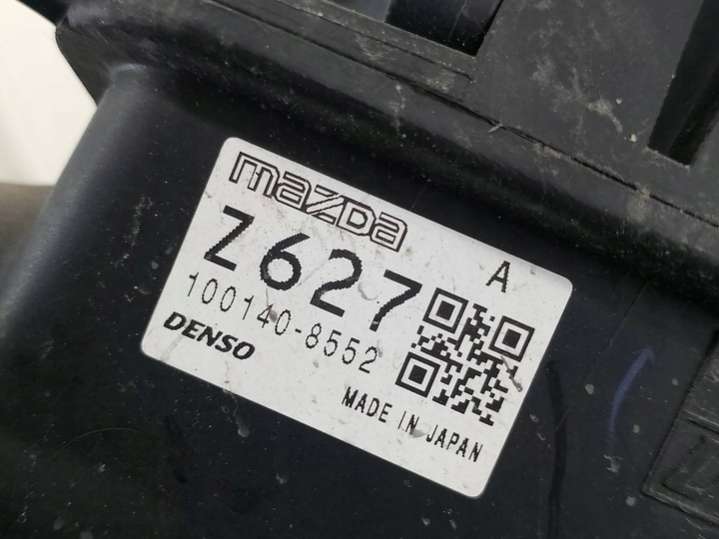 mazda
Z627 A
100140-8552
DENSO
MADE IN JAPAN